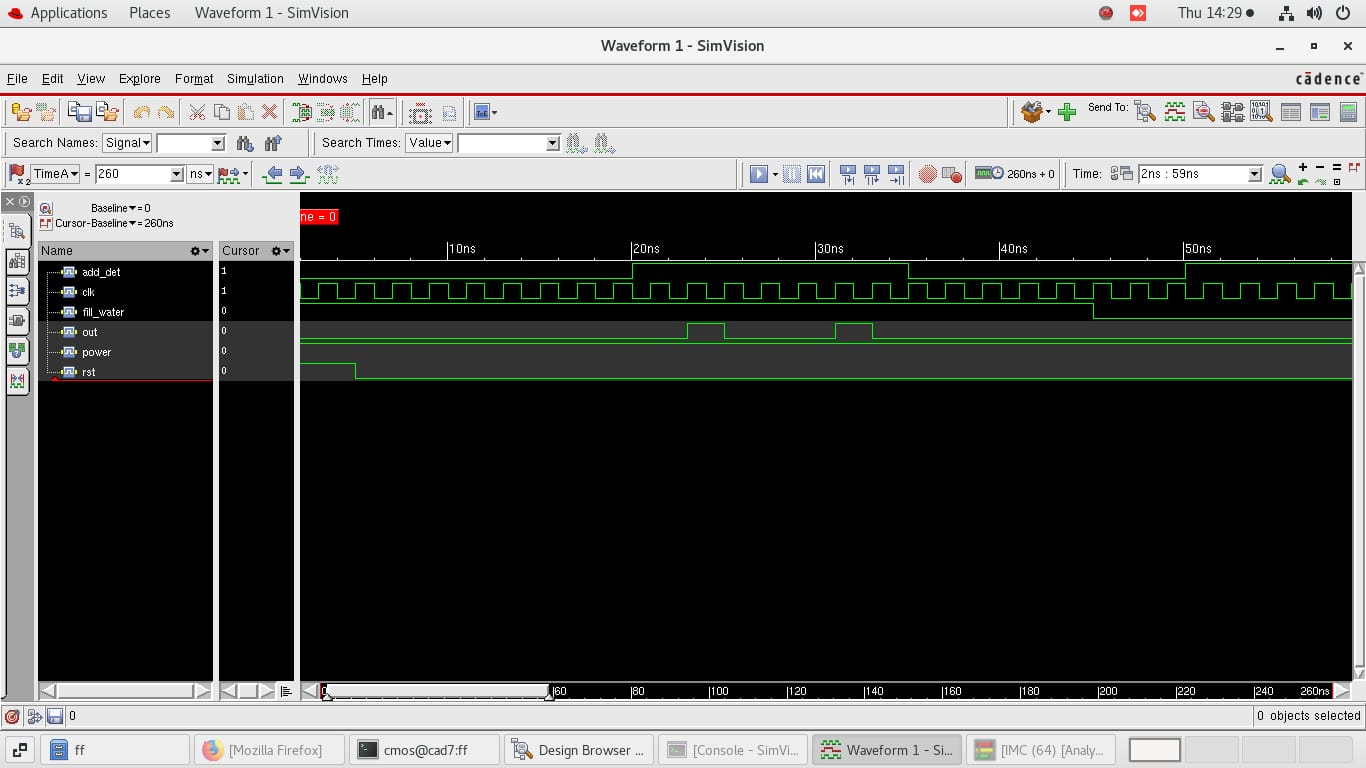 Applications Places Waveform 1 - SimVision Thu 14:29
Waveform 1 - SimVision
File Edit View Explore Format Simulation Windows Help cādence
Send To:
Search Names: Signal Search Times: Value
TimeA = 260 ns 260ns + 0 Time: 2ns : 59ns
Baseline = 0
Cursor-Baseline = 260ns
ne = 0
Name Cursor 10ns 20ns 30ns 40ns 50ns
add_det 1
clk 1
fill_water 0
out 0
power 0
rst 0
0 60 80 100 120 140 160 180 200 220 240 260ns
0 0 objects selected
ff [Mozilla Firefox] cmos@cad7:ff Design Browser ... [Console - SimVi... Waveform 1 - Si... [IMC (64) [Analy...